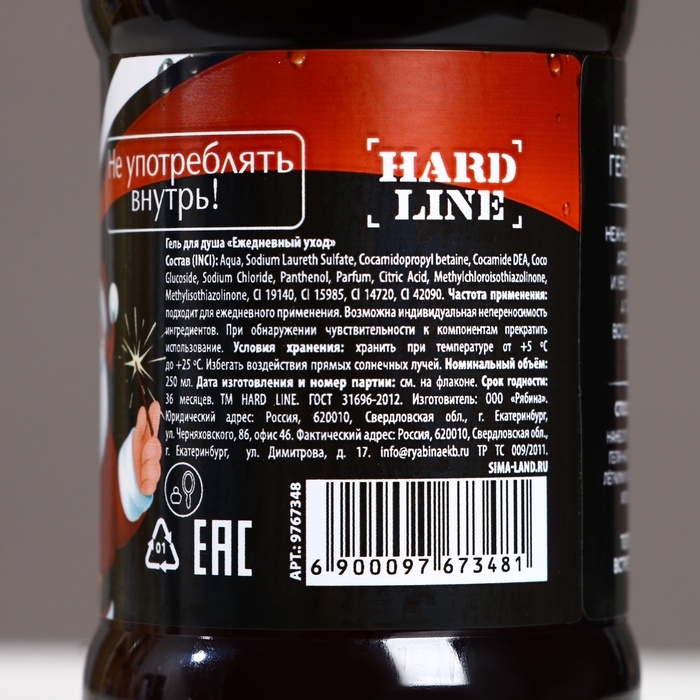 Не употреблять
внутрь!
HARD
LINE
Гель для душа «Ежедневный уход»
Состав (INCI): Aqua, Sodium Laureth Sulfate, Cocamidopropyl betaine, Cocamide DEA, Coco
Glucoside, Sodium Chloride, Panthenol, Parfum, Citric Acid, Methylchloroisothiazolinone,
Methylisothiazolinone, CI 19140, CI 15985, CI 14720, CI 42090. Частота применения:
подходит для ежедневного применения. Возможна индивидуальная непереносимость
ингредиентов. При обнаружении чувствительности к компонентам прекратить
использование. Условия хранения: хранить при температуре от +5 °C
до +25 °C. Избегать воздействия прямых солнечных лучей. Номинальный объём:
250 мл. Дата изготовления и номер партии: см. на флаконе. Срок годности:
36 месяцев. ТМ HARD LINE. ГОСТ 31696-2012. Изготовитель: ООО «Рябина».
Юридический адрес: Россия, 620010, Свердловская обл., г. Екатеринбург,
ул. Черняховского, 86, офис 46. Фактический адрес: Россия, 620010, Свердловская обл.,
г. Екатеринбург, ул. Димитрова, д. 17. info@ryabinaekb.ru ТР ТС 009/2011.
SIMA-LAND.RU
01
EAC
АРТ.: 9767348
6 900097 673481